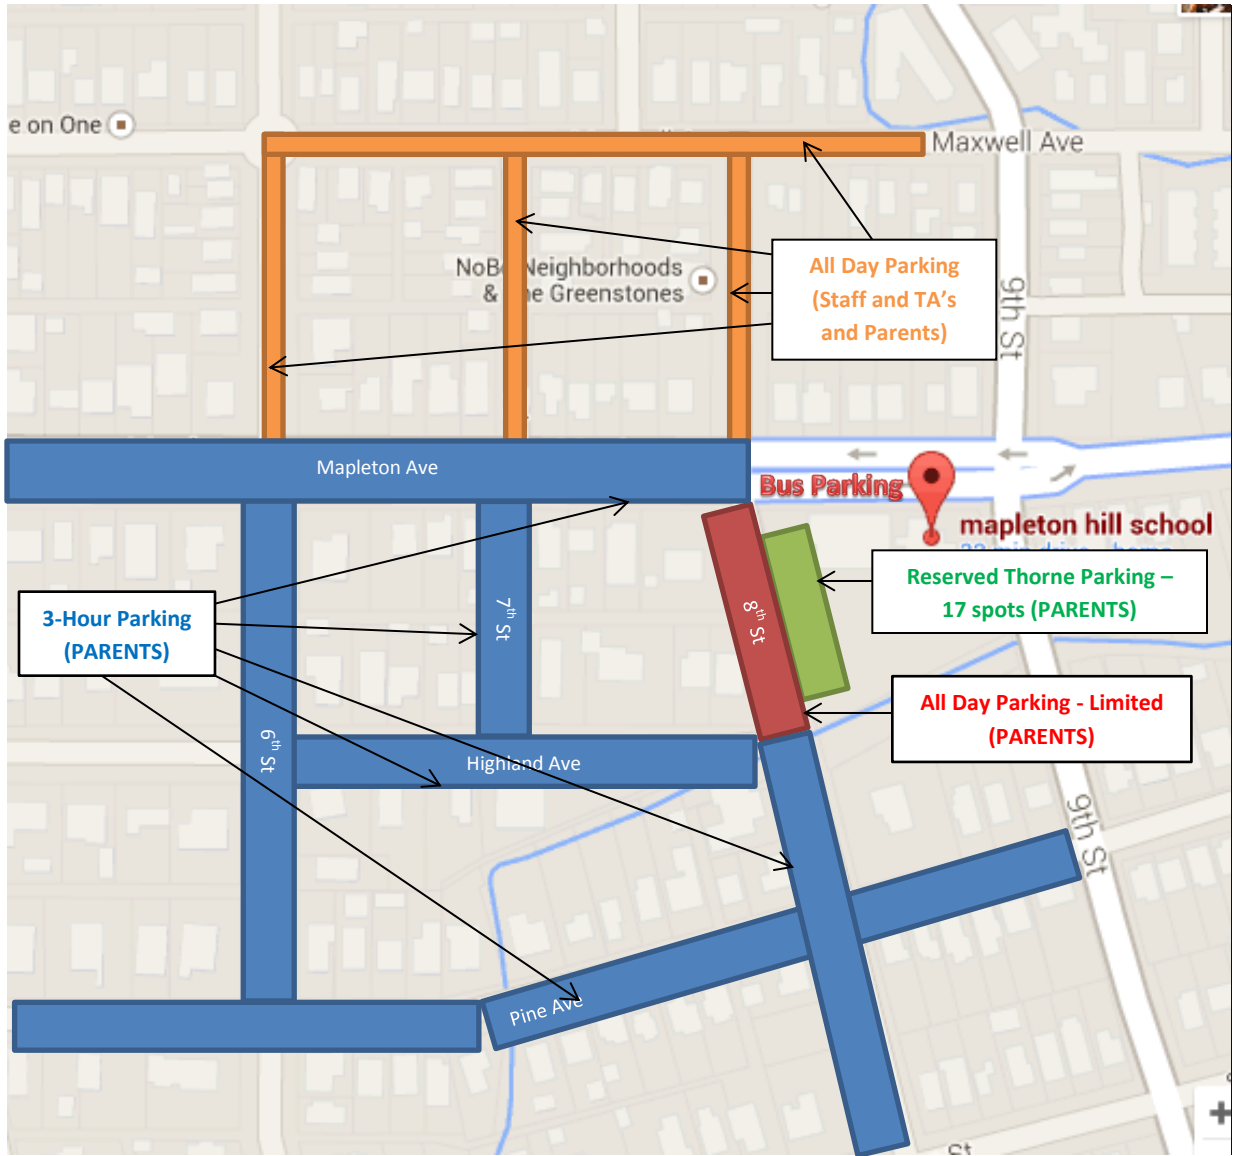 e on One
Maxwell Ave
All Day Parking
(Staff and TA's
and Parents)
NoBo Neighborhoods
& the Greenstones
9th St
Mapleton Ave
Bus Parking
mapleton hill school
Reserved Thorne Parking –
17 spots (PARENTS)
3-Hour Parking
(PARENTS)
7th St
8th St
All Day Parking - Limited
(PARENTS)
6th St
Highland Ave
9th St
Pine Ave
St
+